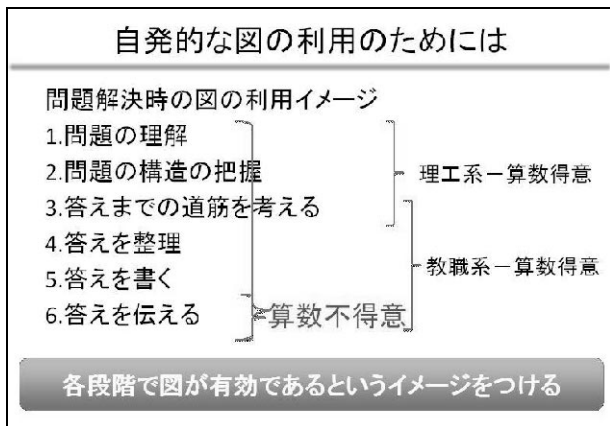 自発的な図の利用のためには
問題解決時の図の利用イメージ
1.問題の理解
2.問題の構造の把握
3.答えまでの道筋を考える
4.答えを整理
5.答えを書く
6.答えを伝える
理工系－算数得意
教職系－算数得意
算数不得意
各段階で図が有効であるというイメージをつける